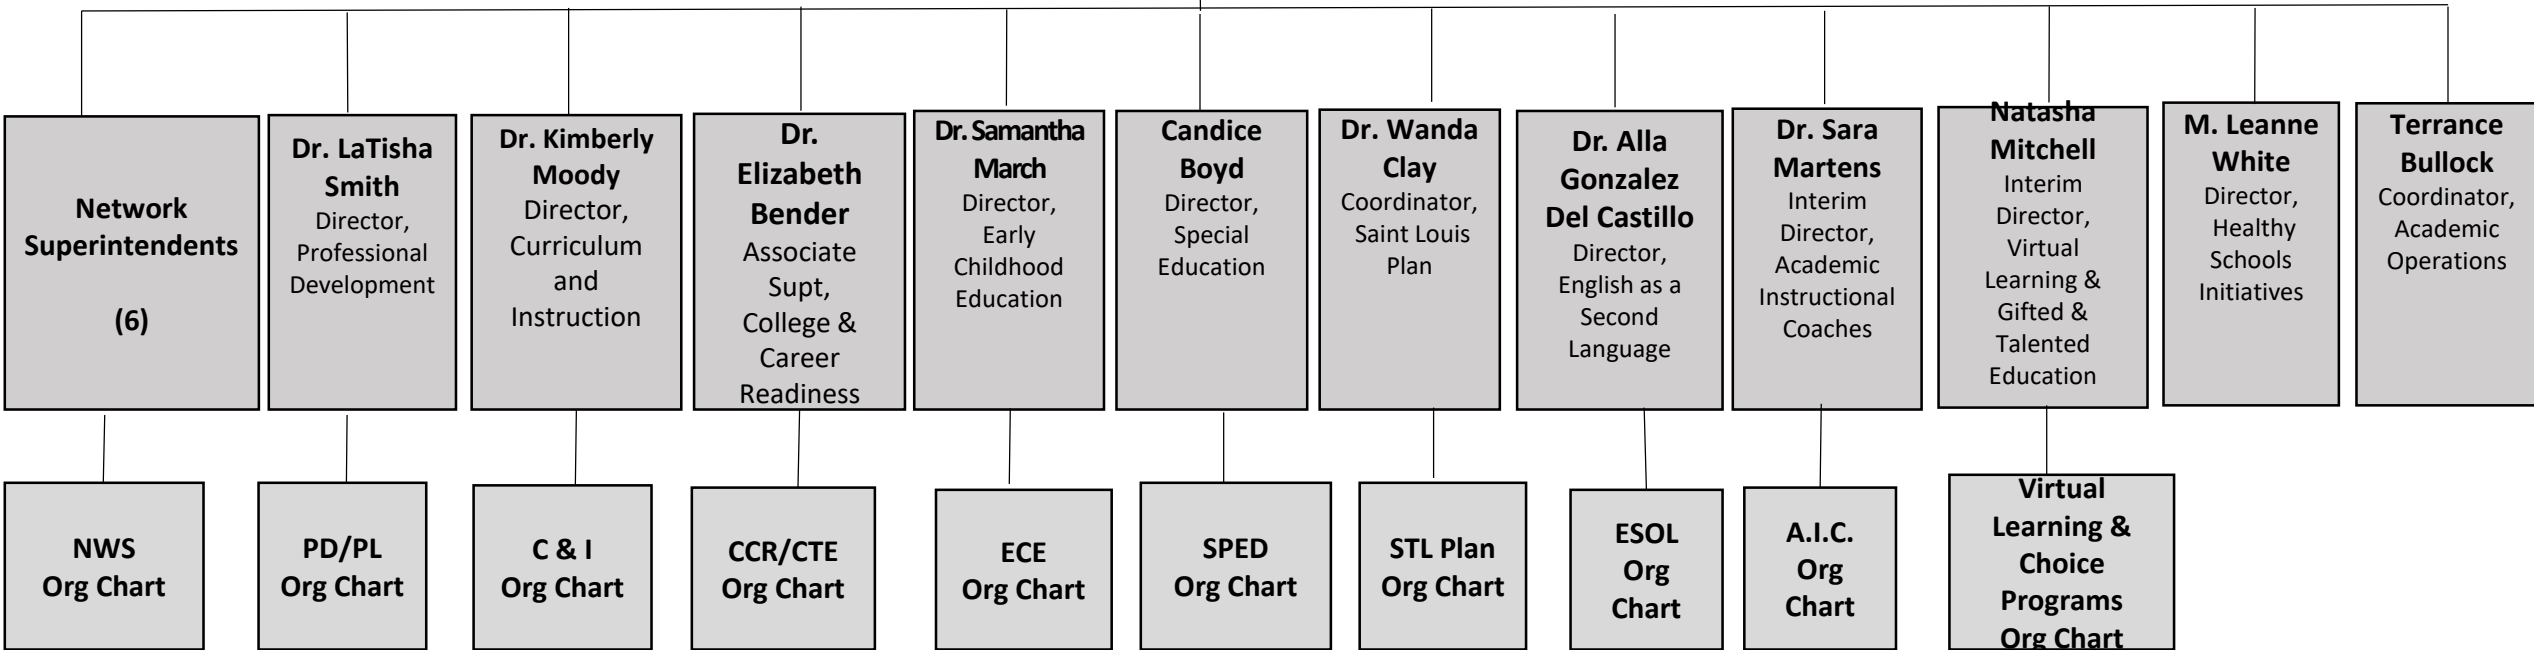 Network
Superintendents
(6)
Dr. LaTisha
Smith
Director,
Professional
Development
Dr. Kimberly
Moody
Director,
Curriculum
and
Instruction
Dr.
Elizabeth
Bender
Associate
Supt,
College &
Career
Readiness
Dr. Samantha
March
Director,
Early
Childhood
Education
Candice
Boyd
Director,
Special
Education
Dr. Wanda
Clay
Coordinator,
Saint Louis
Plan
Dr. Alla
Gonzalez
Del Castillo
Director,
English as a
Second
Language
Dr. Sara
Martens
Interim
Director,
Academic
Instructional
Coaches
Natasha
Mitchell
Interim
Director,
Virtual
Learning &
Gifted &
Talented
Education
M. Leanne
White
Director,
Healthy
Schools
Initiatives
Terrance
Bullock
Coordinator,
Academic
Operations
NWS
Org Chart
PD/PL
Org Chart
C & I
Org Chart
CCR/CTE
Org Chart
ECE
Org Chart
SPED
Org Chart
STL Plan
Org Chart
ESOL
Org
Chart
A.I.C.
Org
Chart
Virtual
Learning &
Choice
Programs
Org Chart